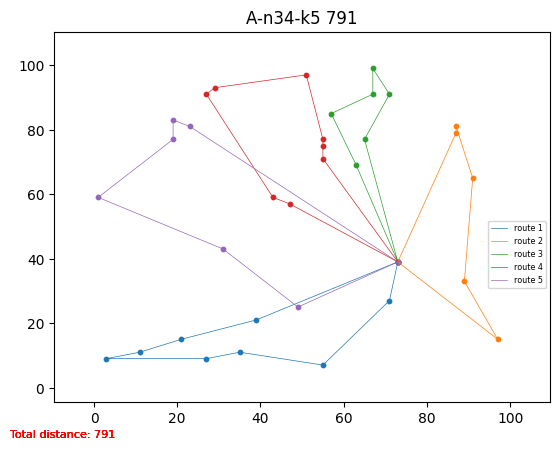 A-n34-k5 791
100
80
60
40
20
0
route 1
route 2
route 3
route 4
route 5
0 20 40 60 80 100
Total distance: 791